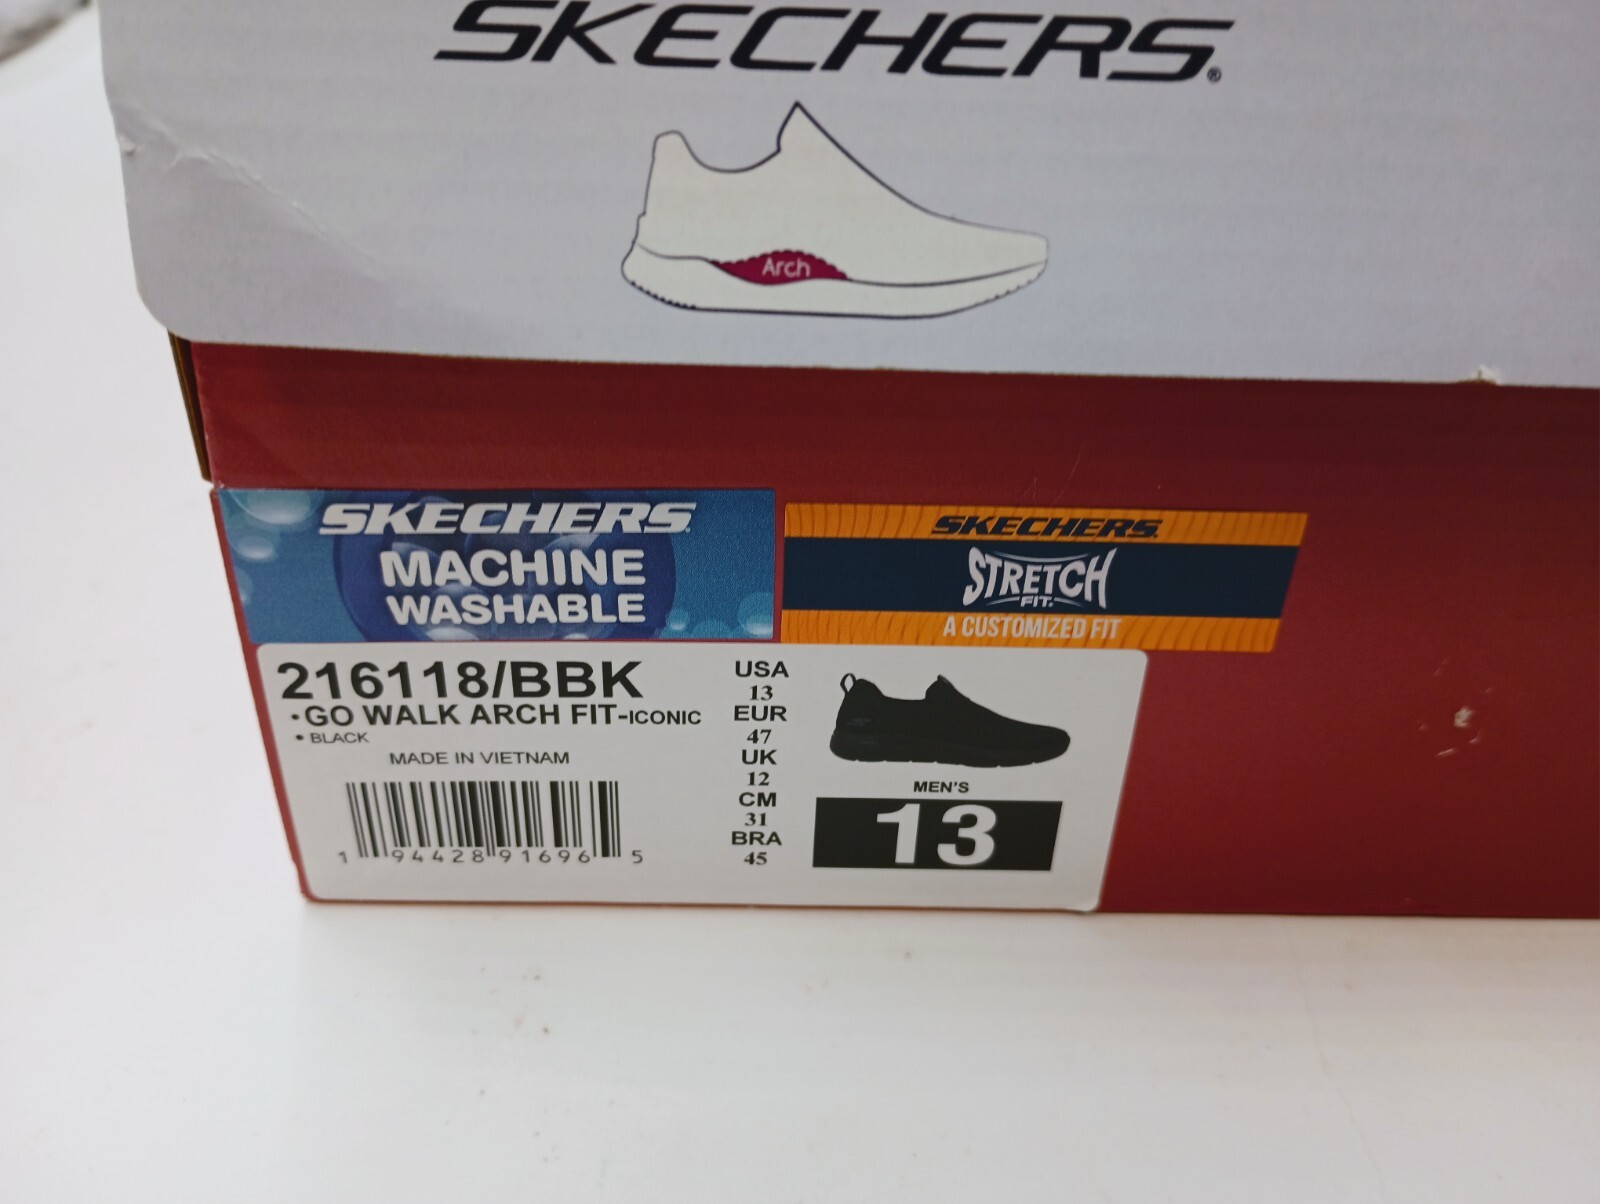 SKECHERS®
Arch
SKECHERS
MACHINE
WASHABLE
SKECHERS
STRETCH
FIT.
A CUSTOMIZED FIT
216118/BBK
•GO WALK ARCH FIT-ICONIC
• BLACK
MADE IN VIETNAM
1 94428 91696 5
USA
13
EUR
47
UK
12
CM
31
BRA
45
MEN'S
13